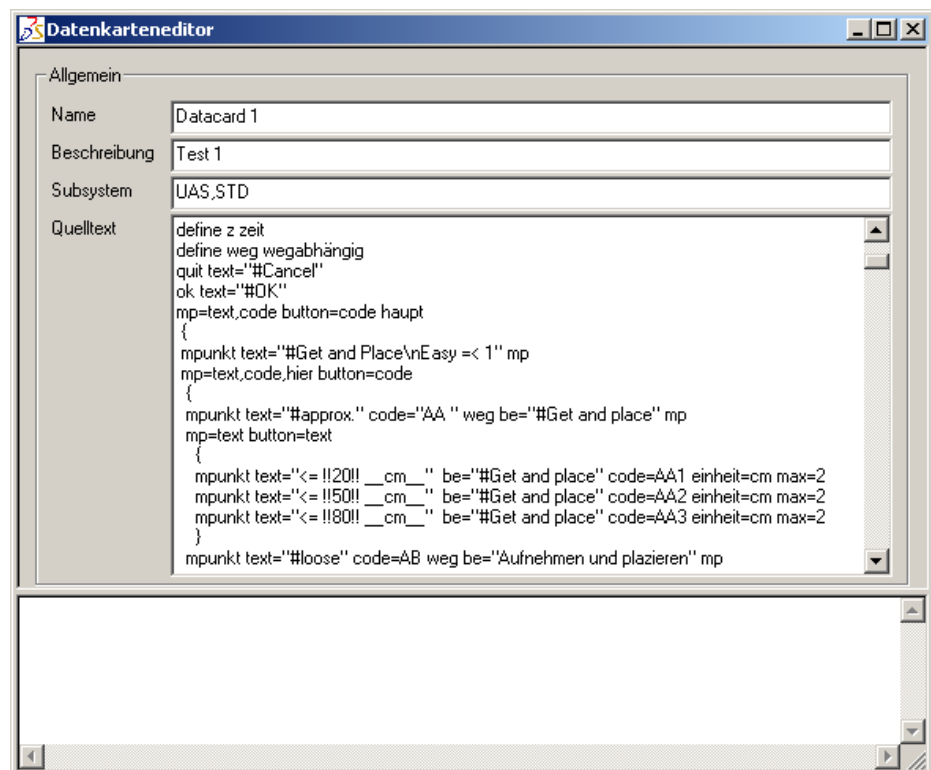 Datenkarteneditor
Allgemein
Name
Datacard 1
Beschreibung
Test 1
Subsystem
UAS,STD
Quelltext
define z zeit
define weg wegabhängig
quit text="#Cancel"
ok text="#OK"
mp=text,code button=code haupt
{
mpunkt text="#Get and Place\nEasy =< 1" mp
mp=text,code,hier button=code
{
mpunkt text="#approx." code="AA " weg be="#Get and place" mp
mp=text button=text
{
mpunkt text="<= !!20!! __cm__"  be="#Get and place" code=AA1 einheit=cm max=2
mpunkt text="<= !!50!! __cm__"  be="#Get and place" code=AA2 einheit=cm max=2
mpunkt text="<= !!80!! __cm__"  be="#Get and place" code=AA3 einheit=cm max=2
}
mpunkt text="#loose" code=AB weg be="Aufnehmen und plazieren" mp